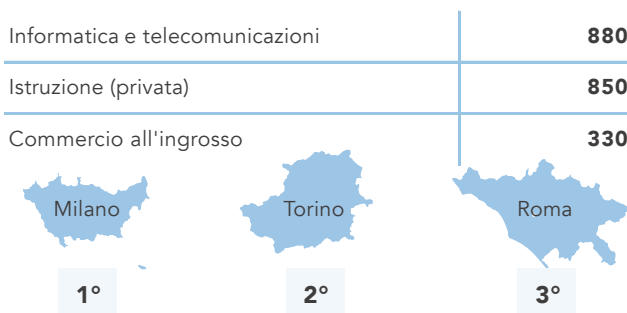 Informatica e telecomunicazioni 880
Istruzione (privata) 850
Commercio all'ingrosso 330
Milano Torino Roma
1° 2° 3°